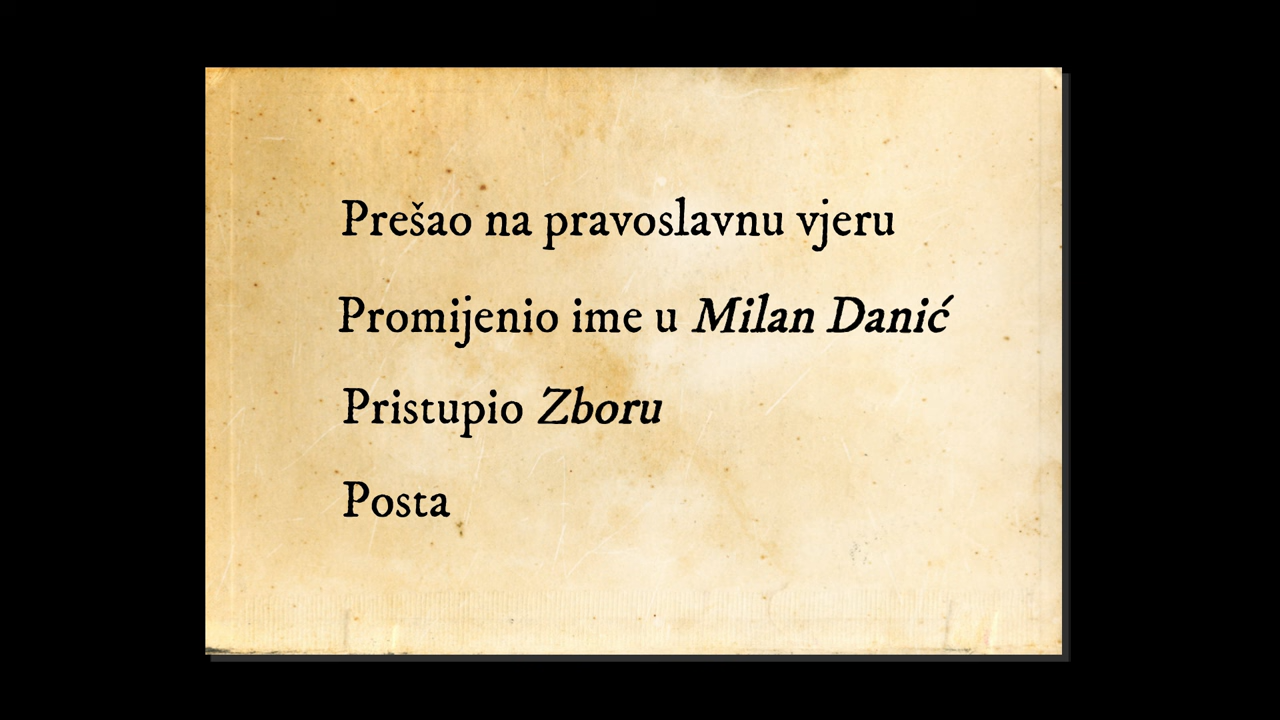 Prešao na pravoslavnu vjeru
Promijenio ime u Milan Danić
Pristupio Zboru
Posta